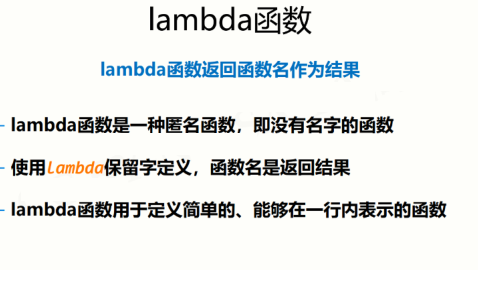 lambda函数
lambda函数返回函数名作为结果
- lambda函数是一种匿名函数，即没有名字的函数
- 使用lambda保留字定义，函数名是返回结果
- lambda函数用于定义简单的、能够在一行内表示的函数